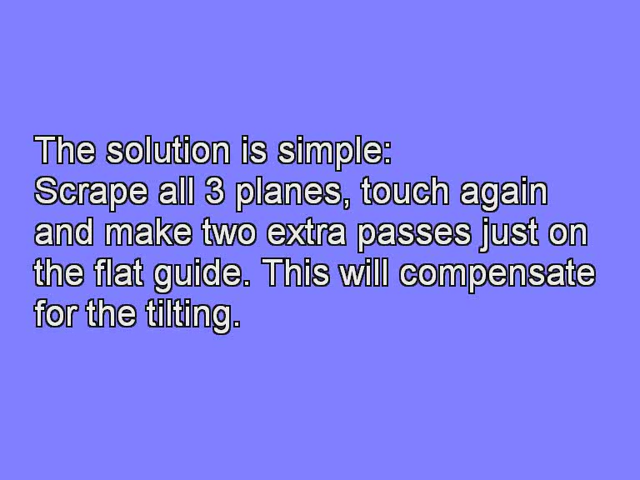 The solution is simple:
Scrape all 3 planes, touch again
and make two extra passes just on
the flat guide. This will compensate
for the tilting.